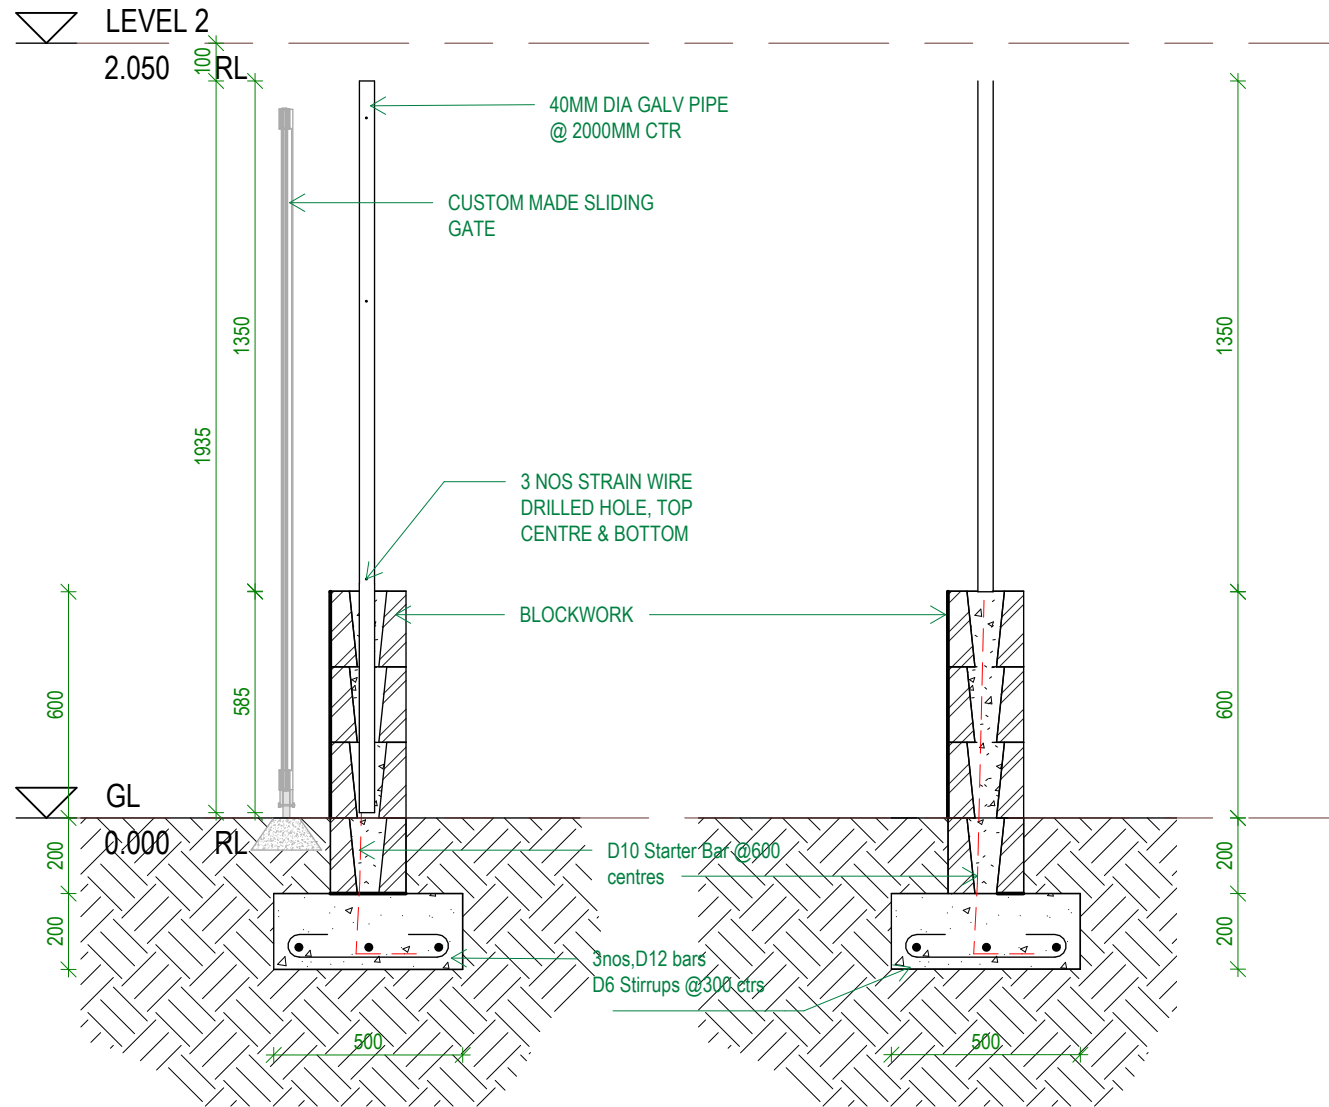 LEVEL 2
2.050 RL
100
40MM DIA GALV PIPE
@ 2000MM CTR
CUSTOM MADE SLIDING
GATE
1350
1350
1935
3 NOS STRAIN WIRE
DRILLED HOLE, TOP
CENTRE & BOTTOM
BLOCKWORK
600
585
600
GL
0.000 RL
200
D10 Starter Bar @600
centres
200
200
3nos,D12 bars
D6 Stirrups @300 ctrs
200
500
500